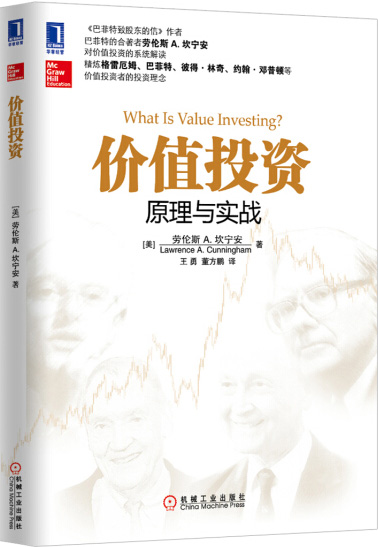 华章经管
Mc
Graw
Hill
Education
《巴菲特致股东的信》作者
巴菲特的合著者劳伦斯 A. 坎宁安
对价值投资的系统解读
精炼格雷厄姆、巴菲特、彼得·林奇、约翰·邓普顿等
价值投资者的投资理念
What Is Value Investing?
价值投资
原理与实战
[美] 劳伦斯 A. 坎宁安 著
Lawrence A. Cunningham
王 勇 董方鹏 译
机械工业出版社
China Machine Press
Mc
Graw
Hill
Education
价值投资
[美] 劳伦斯 A. 坎宁安 著
机械工业出版社
China Machine Press